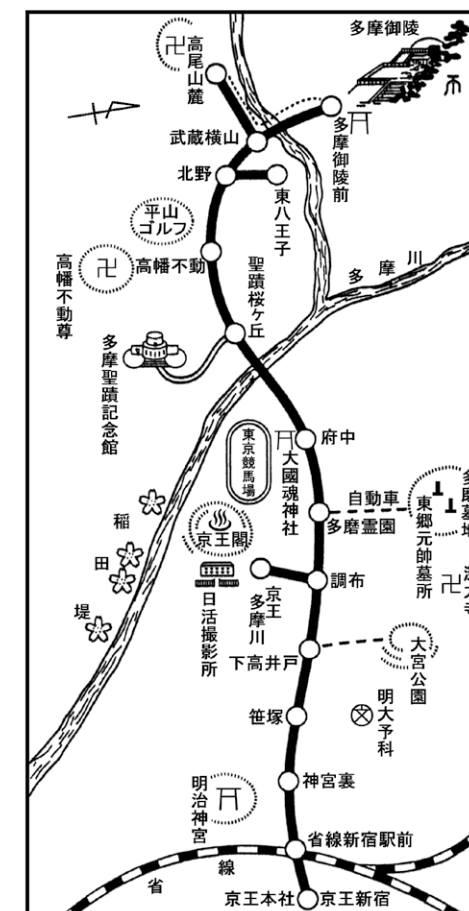 多摩御陵
高尾山麓
武蔵横山
多摩御陵前
北野
東八王子
平山
ゴルフ
高幡不動
高幡不動尊
聖蹟桜ヶ丘
多摩川
多摩聖蹟記念館
府中
大國魂神社
東京競馬場
自動車
多磨霊園
多磨墓地
東郷元帥墓所
稲田堤
京王閣
日活撮影所
京王
多摩川
調布
下高井戸
大宮公園
笹塚
明大予科
神宮裏
明治神宮
省線新宿駅前
省線
京王本社
京王新宿